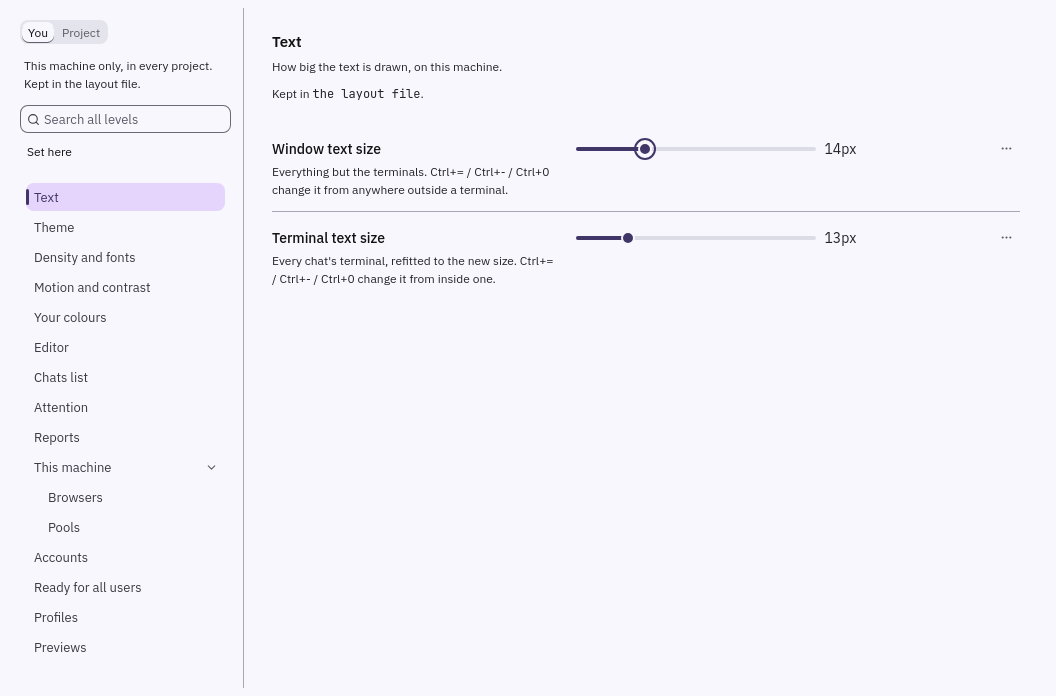 You Project
This machine only, in every project.
Kept in the layout file.
Search all levels
Set here
Text
Theme
Density and fonts
Motion and contrast
Your colours
Editor
Chats list
Attention
Reports
This machine
Browsers
Pools
Accounts
Ready for all users
Profiles
Previews
Text
How big the text is drawn, on this machine.
Kept in the layout file.
Window text size
14px
Everything but the terminals. Ctrl+= / Ctrl+- / Ctrl+0
change it from anywhere outside a terminal.
Terminal text size
13px
Every chat's terminal, refitted to the new size. Ctrl+=
/ Ctrl+- / Ctrl+0 change it from inside one.